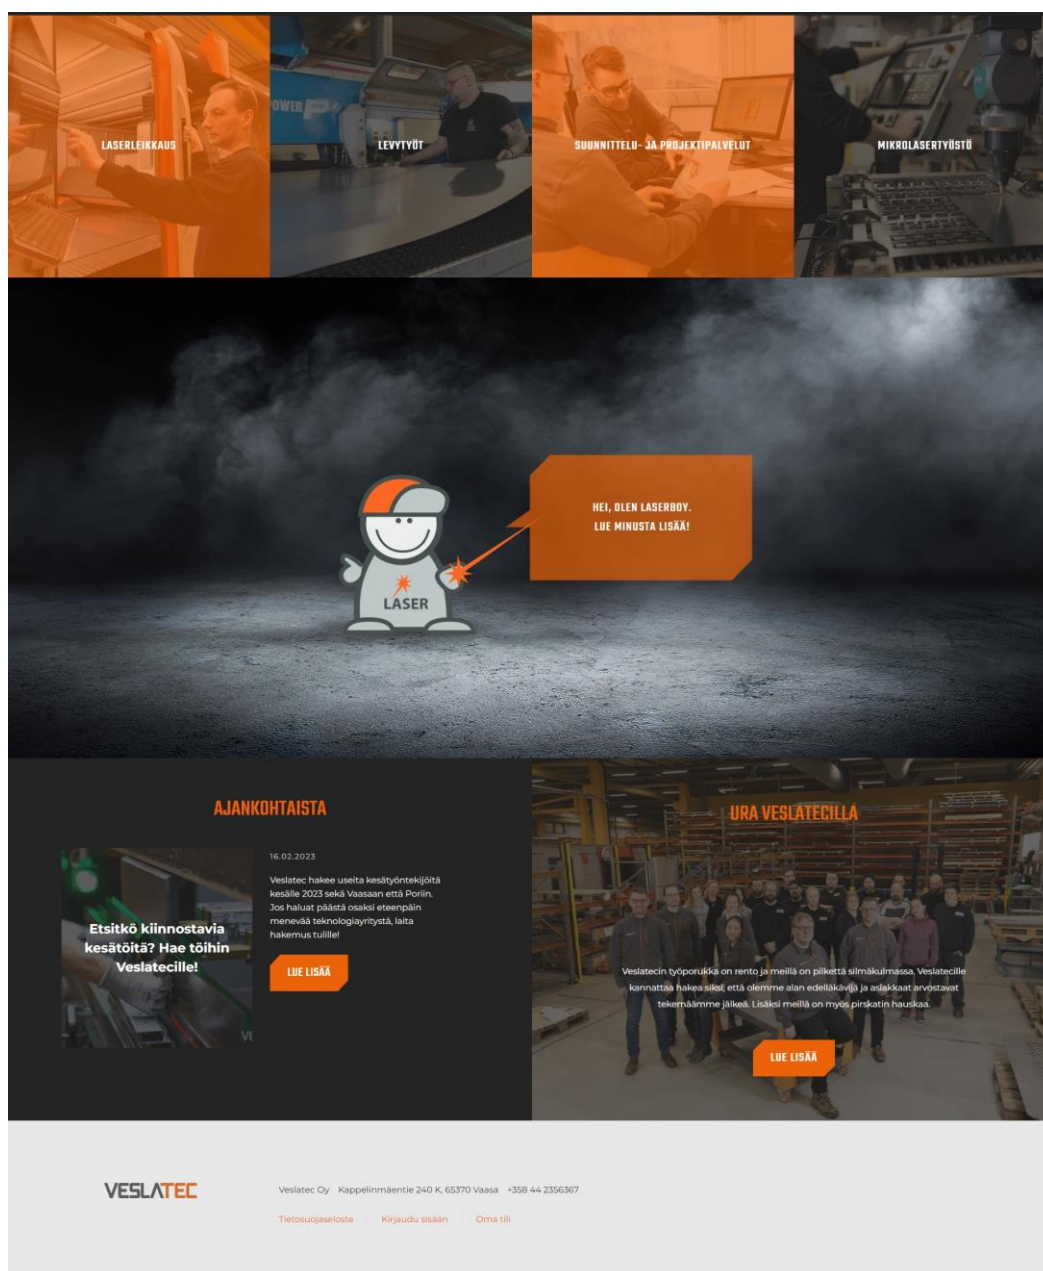 LASERLEIKKAUS
LEVYTYÖT
SUUNNITTELU- JA PROJEKTIPALVELUT
MIKROLASERTYÖSTÖ
POWER
HEI, OLEN LASERBOY.
LUE MINUSTA LISÄÄ!
LASER
AJANKOHTAISTA
Etsitkö kiinnostavia
kesätöitä? Hae töihin
Veslatecille!
16.02.2023
Veslatec hakee useita kesätyöntekijöitä
kesälle 2023 sekä Vaasaan että Poriin.
Jos haluat päästä osaksi eteenpäin
menevää teknologiayritystä, laita
hakemus tulille!
LUE LISÄÄ
URA VESLATECILLA
Veslatecin työporukka on rento ja meillä on pilkettä silmäkulmassa. Veslatecille
kannattaa hakea siksi, että olemme alan edelläkävijä ja asiakkaat arvostavat
tekemäämme jälkeä. Lisäksi meillä on myös pirskatin hauskaa.
LUE LISÄÄ
VESLATEC
Veslatec Oy Kappelinmäentie 240 K, 65370 Vaasa +358 44 2356367
Tietosuojaseloste Kirjaudu sisään Oma tili